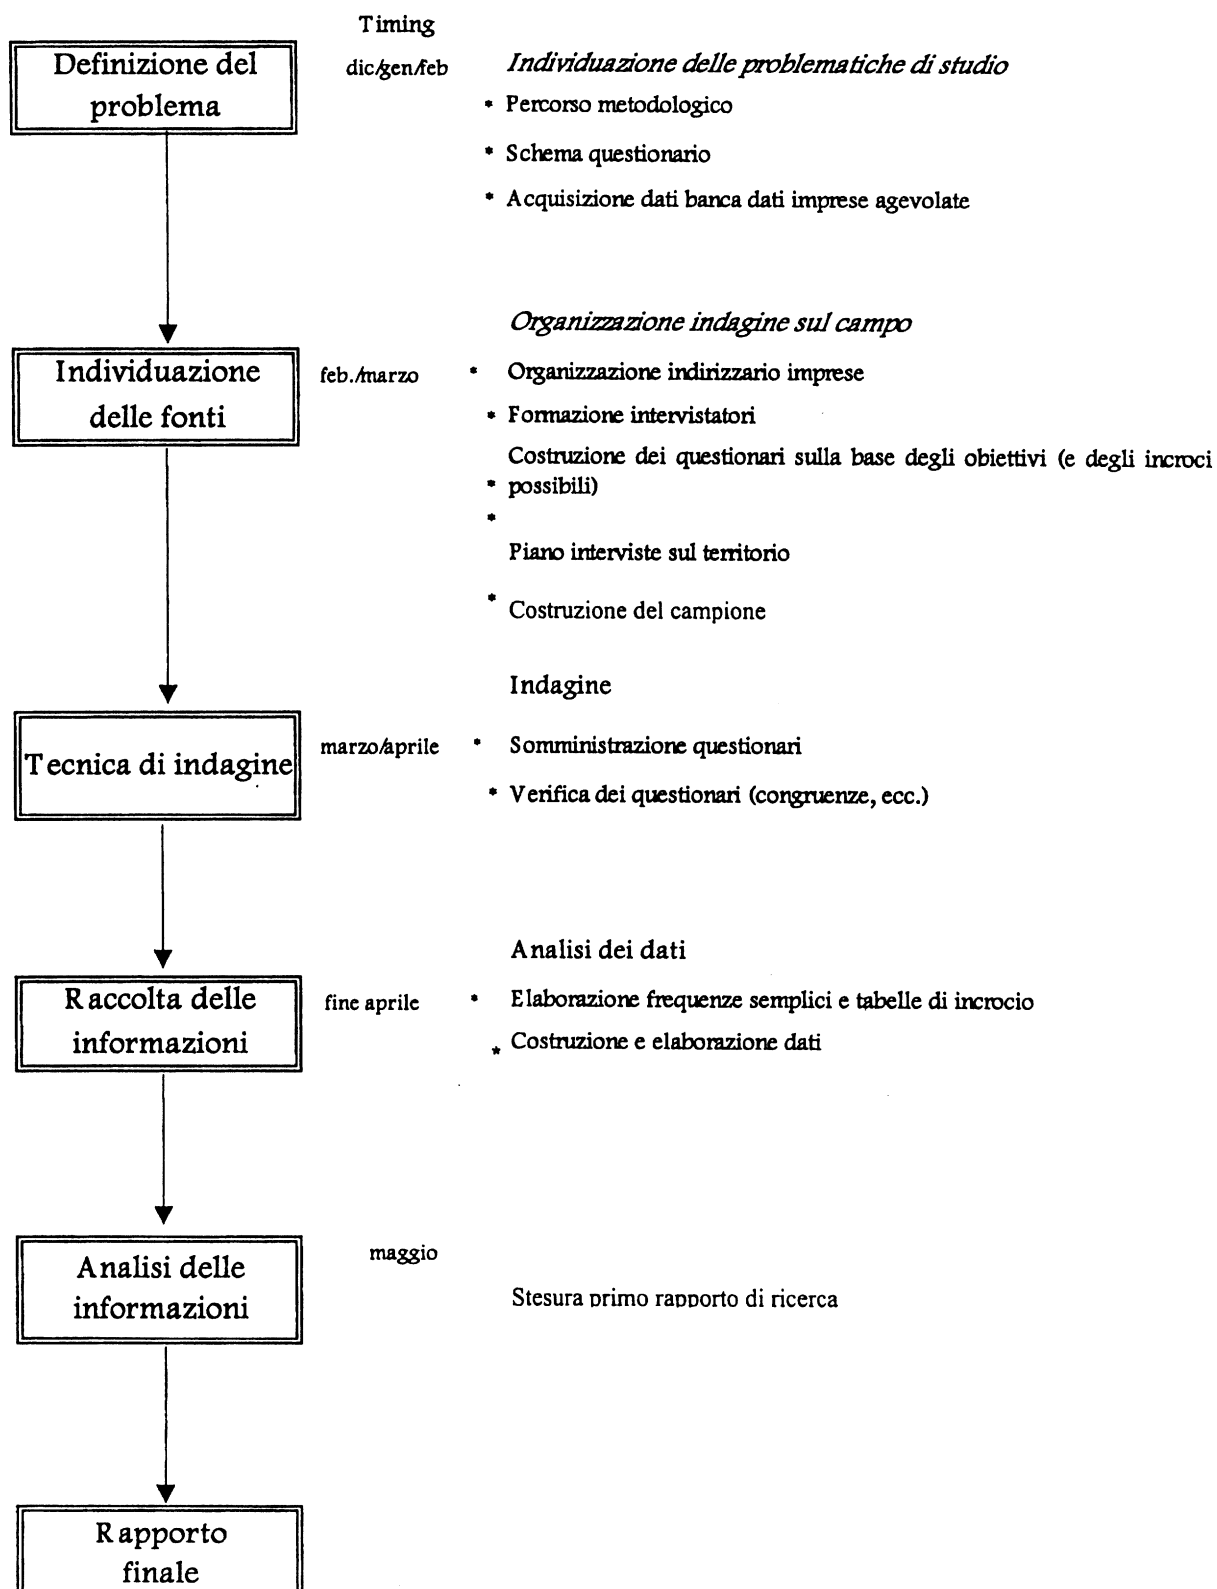 Timing
Definizione del
problema
dic/gen/feb
Individuazione delle problematiche di studio
* Percorso metodologico
* Schema questionario
* Acquisizione dati banca dati imprese agevolate
Organizzazione indagine sul campo
Individuazione
delle fonti
feb./marzo
* Organizzazione indirizzario imprese
* Formazione intervistatori
Costruzione dei questionari sulla base degli obiettivi (e degli incroci
* possibili)
*
Piano interviste sul territorio
* Costruzione del campione
Indagine
Tecnica di indagine
marzo/aprile
* Somministrazione questionari
* Verifica dei questionari (congruenze, ecc.)
Analisi dei dati
Raccolta delle
informazioni
fine aprile
* Elaborazione frequenze semplici e tabelle di incrocio
* Costruzione e elaborazione dati
Analisi delle
informazioni
maggio
Stesura primo rapporto di ricerca
Rapporto
finale